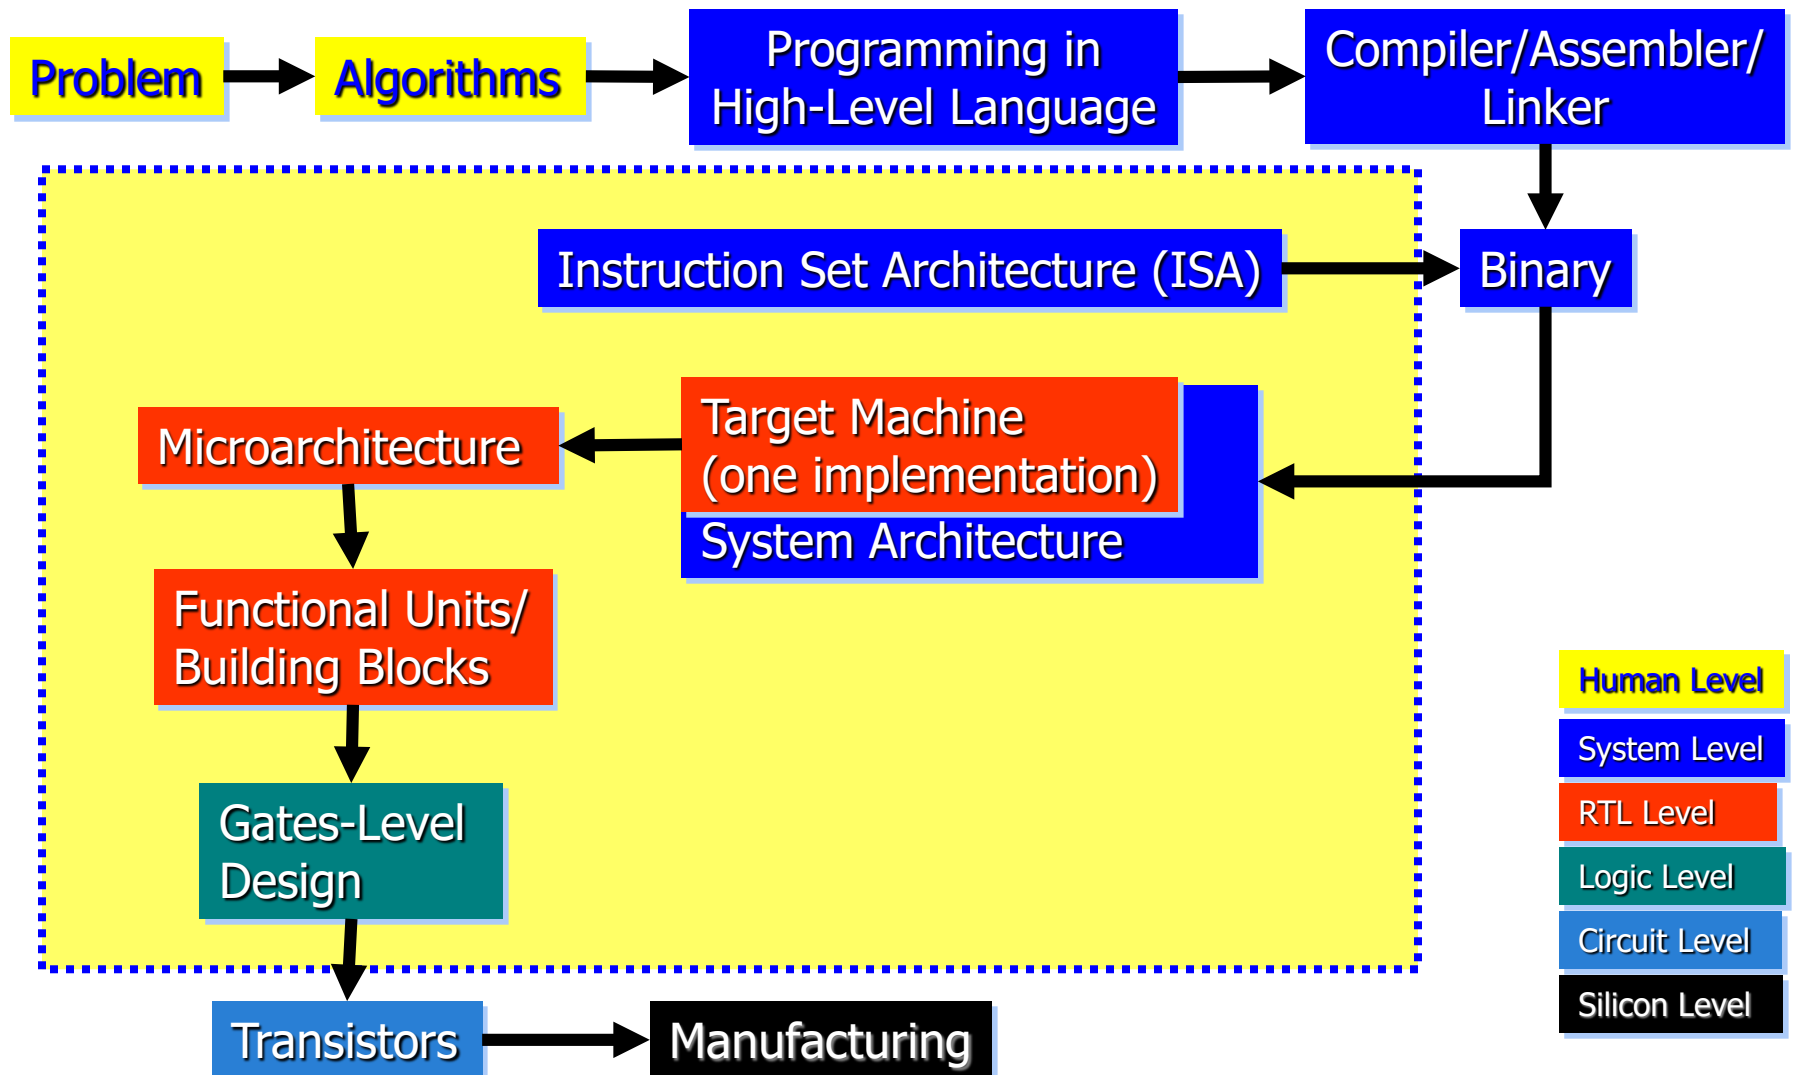 Problem
Algorithms
Programming in
High-Level Language
Compiler/Assembler/
Linker
Instruction Set Architecture (ISA)
Binary
Target Machine
(one implementation)
System Architecture
Microarchitecture
Functional Units/
Building Blocks
Gates-Level
Design
Transistors
Manufacturing
Human Level
System Level
RTL Level
Logic Level
Circuit Level
Silicon Level